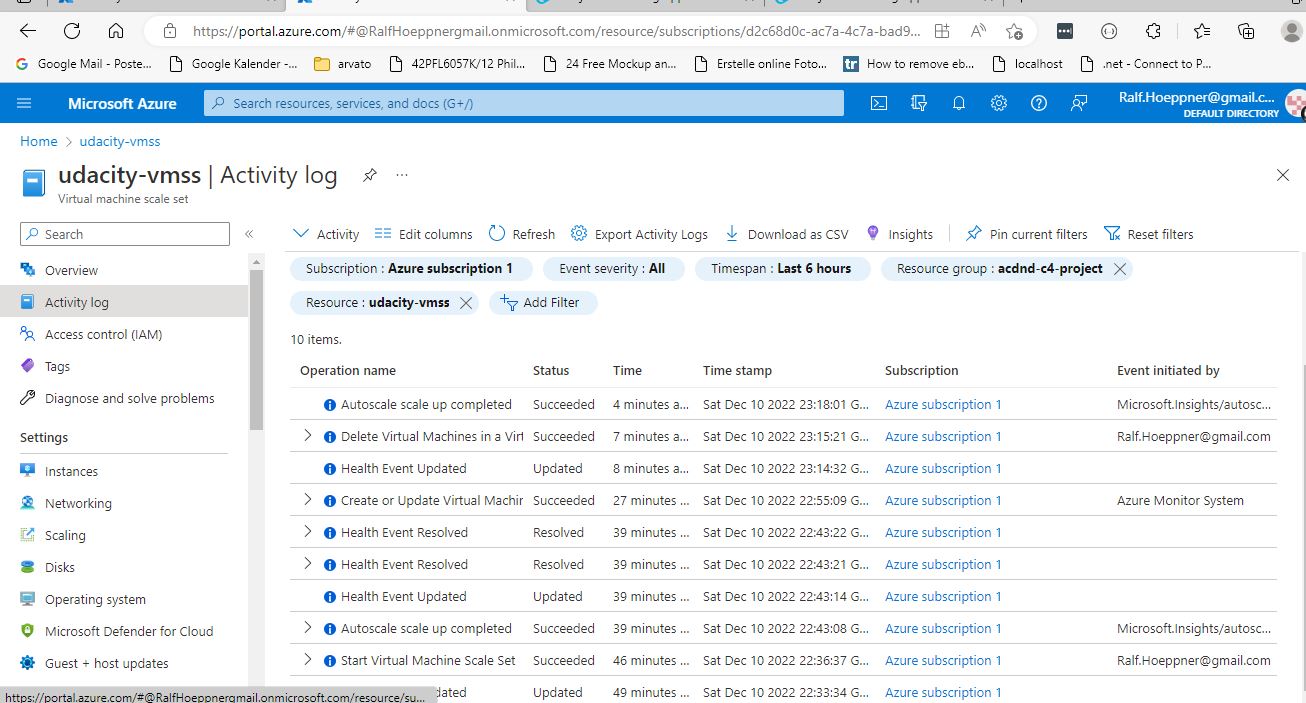 https://portal.azure.com/#@RalfHoeppnergmail.onmicrosoft.com/resource/subscriptions/d2c68d0c-ac7a-4c7a-bad9...
Google Mail - Poste... Google Kalender -... arvato 42PFL6057K/12 Phil... 24 Free Mockup an... Erstelle online Foto... tr How to remove eb... localhost .net - Connect to P...
Microsoft Azure Search resources, services, and docs (G+/) Ralf.Hoeppner@gmail.c...
DEFAULT DIRECTORY
Home > udacity-vmss
udacity-vmss | Activity log ...
Virtual machine scale set
Search «
Overview
Activity log
Access control (IAM)
Tags
Diagnose and solve problems
Settings
Instances
Networking
Scaling
Disks
Operating system
Microsoft Defender for Cloud
Guest + host updates
Activity Edit columns Refresh Export Activity Logs Download as CSV Insights Pin current filters Reset filters
Subscription : Azure subscription 1 Event severity : All Timespan : Last 6 hours Resource group : acdnd-c4-project
Resource : udacity-vmss Add Filter
10 items.
Operation name Status Time Time stamp Subscription Event initiated by
Autoscale scale up completed Succeeded 4 minutes a... Sat Dec 10 2022 23:18:01 G... Azure subscription 1 Microsoft.Insights/autosc...
Delete Virtual Machines in a Virt Succeeded 7 minutes a... Sat Dec 10 2022 23:15:21 G... Azure subscription 1 Ralf.Hoeppner@gmail.com
Health Event Updated Updated 8 minutes a... Sat Dec 10 2022 23:14:32 G... Azure subscription 1
Create or Update Virtual Machin Succeeded 27 minutes ... Sat Dec 10 2022 22:55:09 G... Azure subscription 1 Azure Monitor System
Health Event Resolved Resolved 39 minutes ... Sat Dec 10 2022 22:43:22 G... Azure subscription 1
Health Event Resolved Resolved 39 minutes ... Sat Dec 10 2022 22:43:21 G... Azure subscription 1
Health Event Updated Updated 39 minutes ... Sat Dec 10 2022 22:43:14 G... Azure subscription 1
Autoscale scale up completed Succeeded 39 minutes ... Sat Dec 10 2022 22:43:08 G... Azure subscription 1 Microsoft.Insights/autosc...
Start Virtual Machine Scale Set Succeeded 46 minutes ... Sat Dec 10 2022 22:36:37 G... Azure subscription 1 Ralf.Hoeppner@gmail.com
dated Updated 49 minutes ... Sat Dec 10 2022 22:33:34 G... Azure subscription 1
https://portal.azure.com/#@RalfHoeppnergmail.onmicrosoft.com/resource/su...